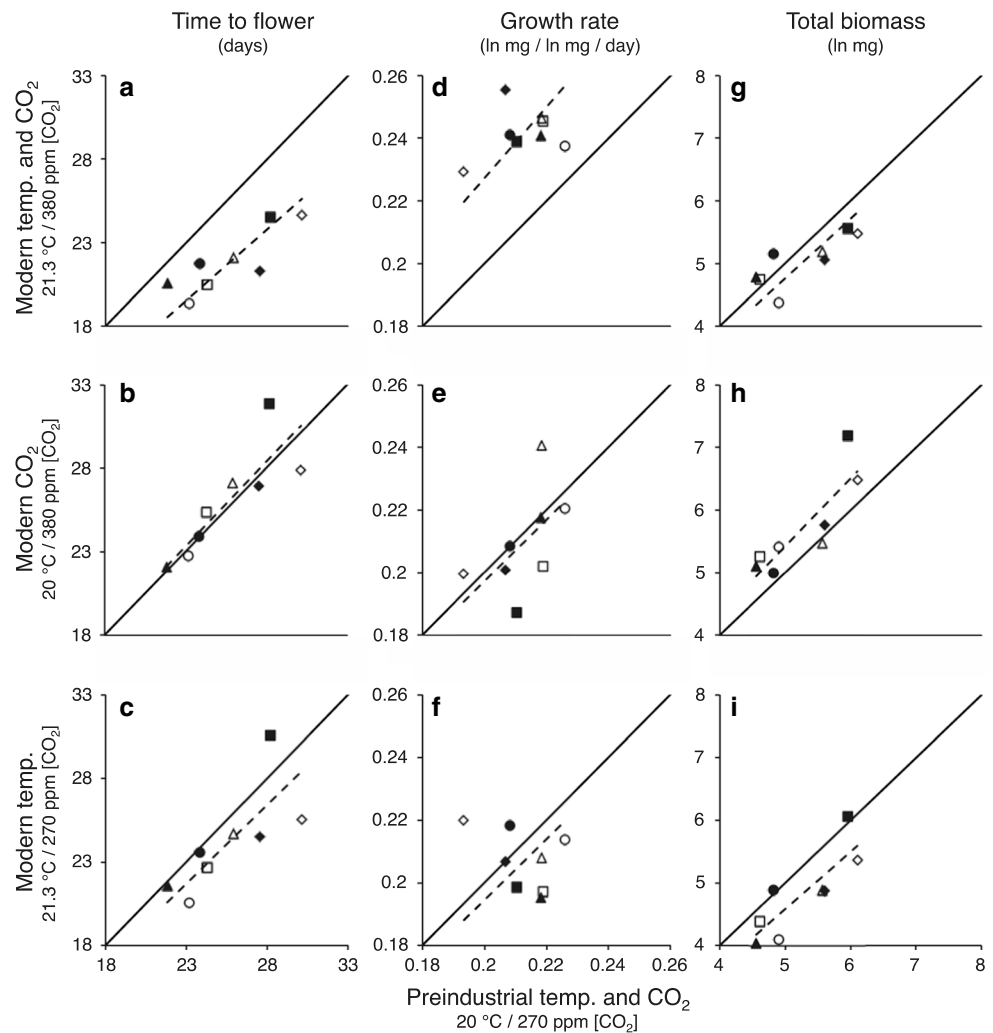 Time to flower
(days)
Growth rate
(ln mg / ln mg / day)
Total biomass
(ln mg)
Modern temp. and CO2
21.3 °C / 380 ppm [CO2]
33
28
23
18
a
0.26
0.24
0.22
0.2
0.18
d
8
7
6
5
4
g
Modern CO2
20 °C / 380 ppm [CO2]
33
28
23
18
b
0.26
0.24
0.22
0.2
0.18
e
8
7
6
5
4
h
Modern temp.
21.3 °C / 270 ppm [CO2]
33
28
23
18
c
18 23 28 33
0.26
0.24
0.22
0.2
0.18
f
0.18 0.2 0.22 0.24 0.26
8
7
6
5
4
i
4 5 6 7 8
Preindustrial temp. and CO2
20 °C / 270 ppm [CO2]